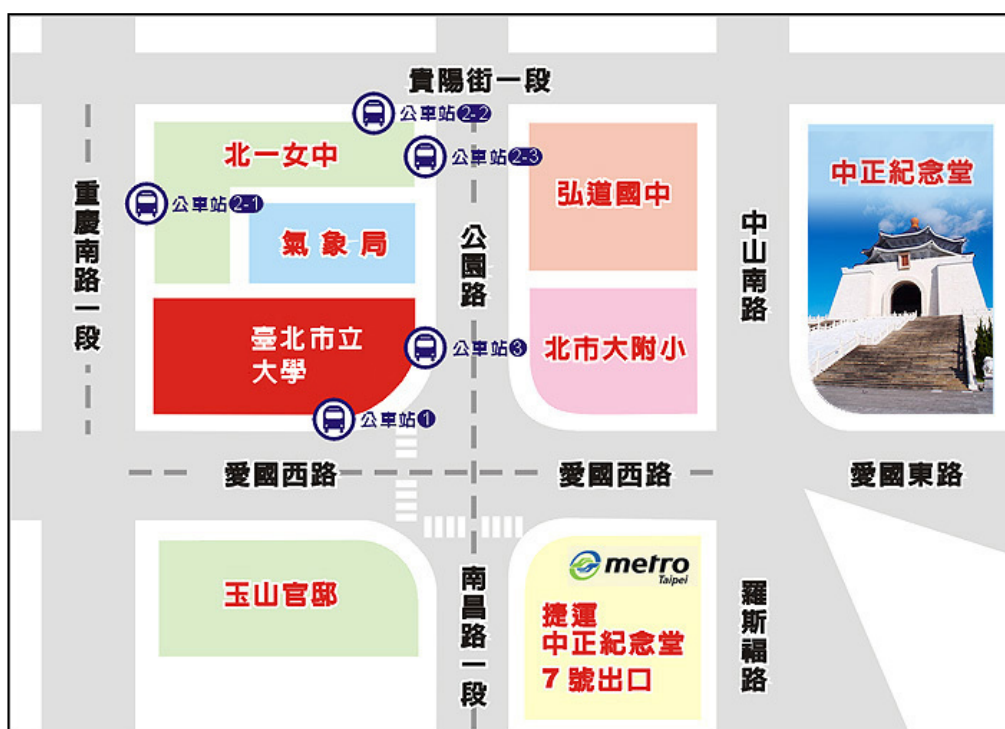 貴陽街一段
公車站2-2
北一女中
公車站2-3
公車站2-1
弘道國中
中正紀念堂
重慶南路一段
氣象局
公園路
中山南路
臺北市立
大學
公車站3
北市大附小
公車站1
愛國西路
愛國西路
愛國東路
玉山官邸
南昌路一段
metro
Taipei
捷運
中正紀念堂
7號出口
羅斯福路